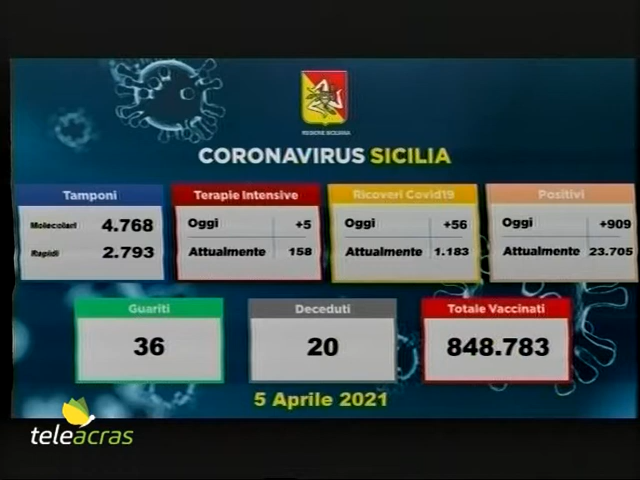 REGIONE SICILIANA
CORONAVIRUS SICILIA
Tamponi
Molecolari 4.768
Rapidi 2.793
Terapie Intensive
Oggi +5
Attualmente 158
Ricoveri Covid19
Oggi +56
Attualmente 1.183
Positivi
Oggi +909
Attualmente 23.705
Guariti
36
Deceduti
20
Totale Vaccinati
848.783
5 Aprile 2021
teleacras